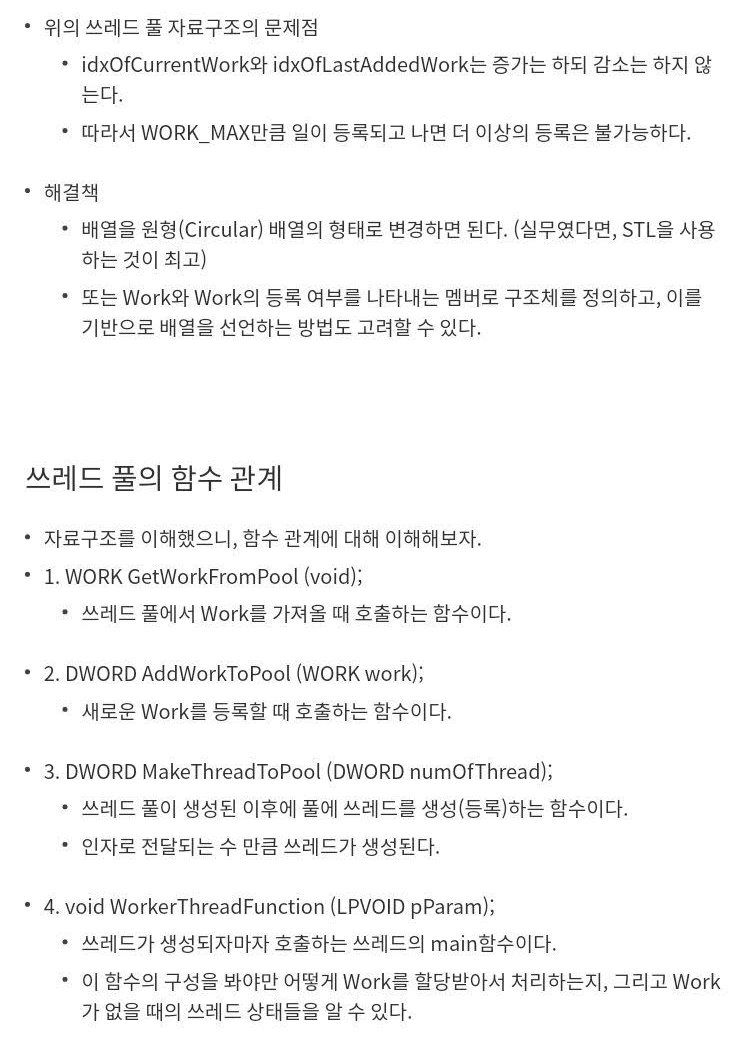 • 위의 쓰레드 풀 자료구조의 문제점
• idxOfCurrentWork와 idxOfLastAddedWork는 증가는 하되 감소는 하지 않
는다.
• 따라서 WORK_MAX만큼 일이 등록되고 나면 더 이상의 등록은 불가능하다.
• 해결책
• 배열을 원형(Circular) 배열의 형태로 변경하면 된다. (실무였다면, STL을 사용
하는 것이 최고)
• 또는 Work와 Work의 등록 여부를 나타내는 멤버로 구조체를 정의하고, 이를
기반으로 배열을 선언하는 방법도 고려할 수 있다.
쓰레드 풀의 함수 관계
• 자료구조를 이해했으니, 함수 관계에 대해 이해해보자.
• 1. WORK GetWorkFromPool (void);
• 쓰레드 풀에서 Work를 가져올 때 호출하는 함수이다.
• 2. DWORD AddWorkToPool (WORK work);
• 새로운 Work를 등록할 때 호출하는 함수이다.
• 3. DWORD MakeThreadToPool (DWORD numOfThread);
• 쓰레드 풀이 생성된 이후에 풀에 쓰레드를 생성(등록)하는 함수이다.
• 인자로 전달되는 수 만큼 쓰레드가 생성된다.
• 4. void WorkerThreadFunction (LPVOID pParam);
• 쓰레드가 생성되자마자 호출하는 쓰레드의 main함수이다.
• 이 함수의 구성을 봐야만 어떻게 Work를 할당받아서 처리하는지, 그리고 Work
가 없을 때의 쓰레드 상태들을 알 수 있다.